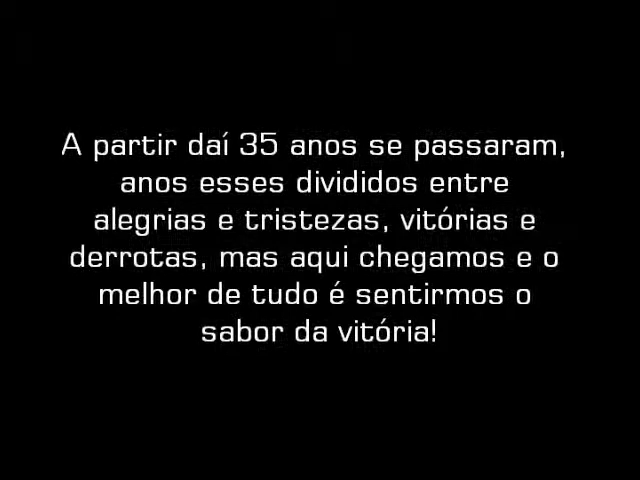 A partir daí 35 anos se passaram,
anos esses divididos entre
alegrias e tristezas, vitórias e
derrotas, mas aqui chegamos e o
melhor de tudo é sentirmos o
sabor da vitória!